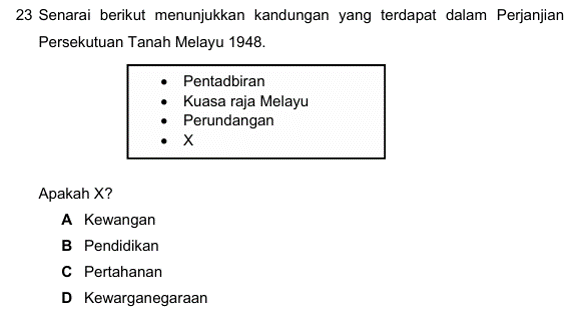 23 Senarai berikut menunjukkan kandungan yang terdapat dalam Perjanjian
Persekutuan Tanah Melayu 1948.
• Pentadbiran
• Kuasa raja Melayu
• Perundangan
• X
Apakah X?
A Kewangan
B Pendidikan
C Pertahanan
D Kewarganegaraan